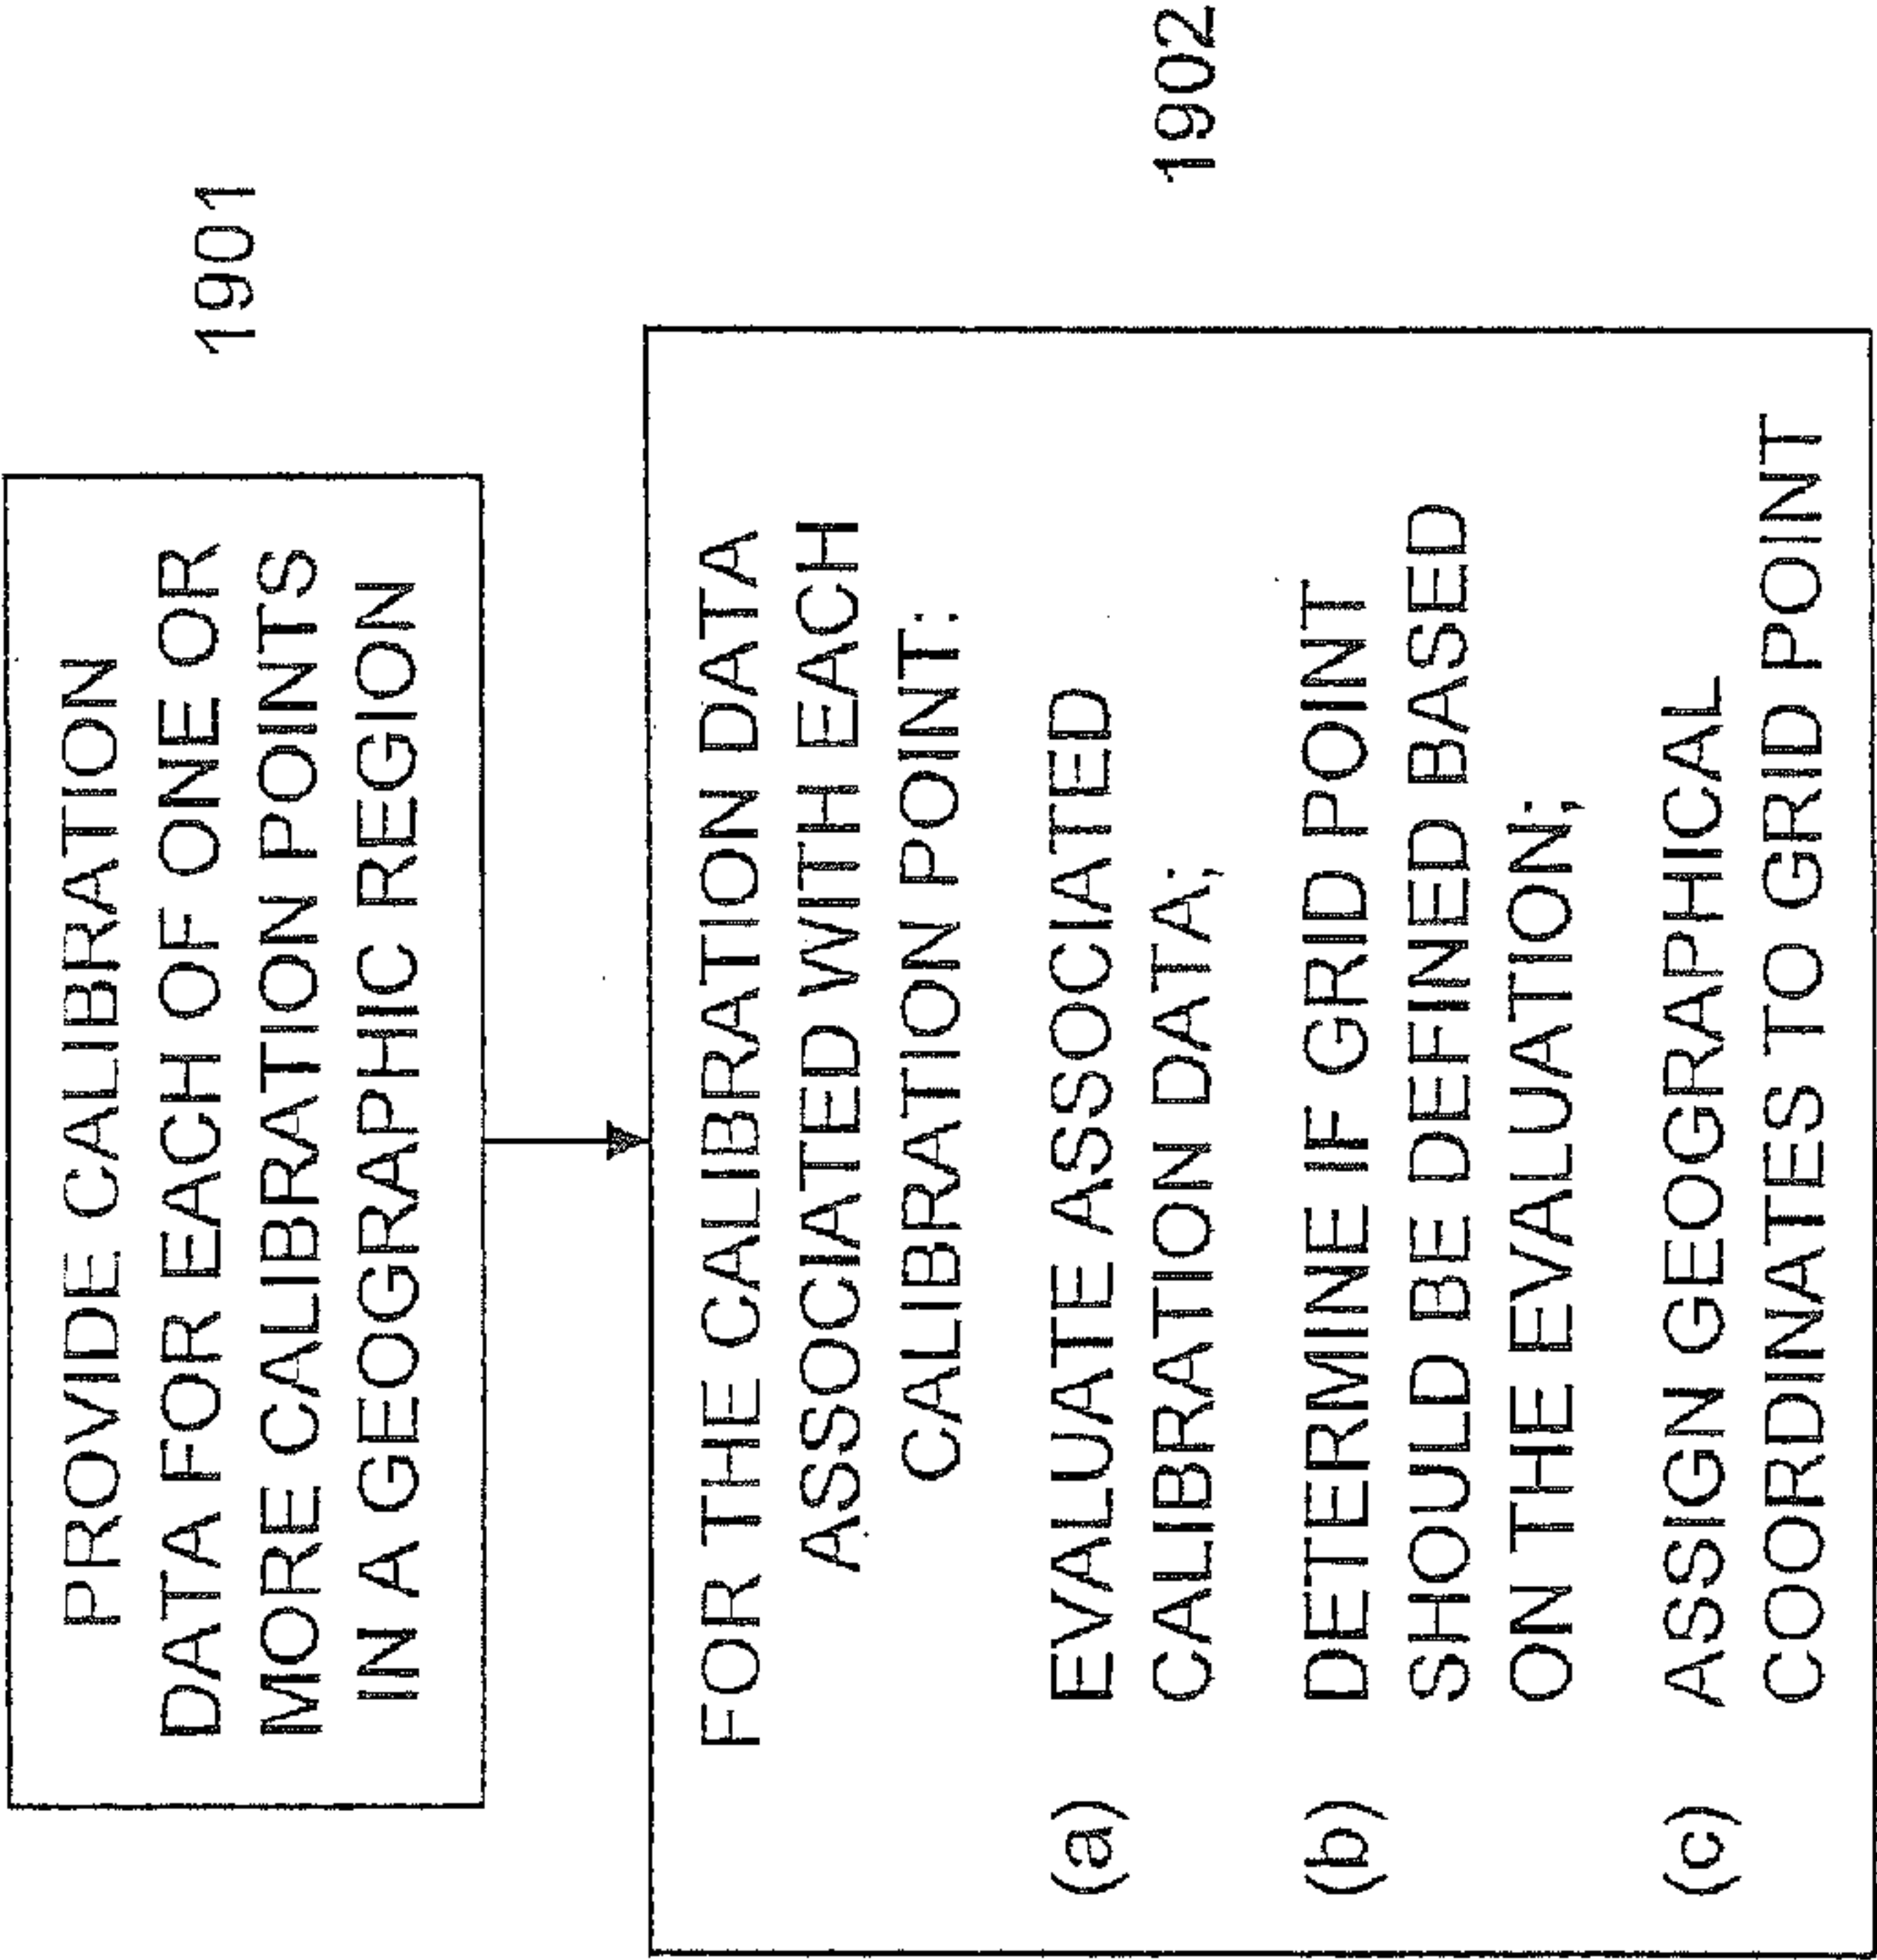 PROVIDE CALIBRATION
DATA FOR EACH OF ONE OR
MORE CALIBRATION POINTS
IN A GEOGRAPHIC REGION
1901
FOR THE CALIBRATION DATA
ASSOCIATED WITH EACH
CALIBRATION POINT:
(a) EVALUATE ASSOCIATED
CALIBRATION DATA;
(b) DETERMINE IF GRID POINT
SHOULD BE DEFINED BASED
ON THE EVALUATION;
(c) ASSIGN GEOGRAPHICAL
COORDINATES TO GRID POINT
1902